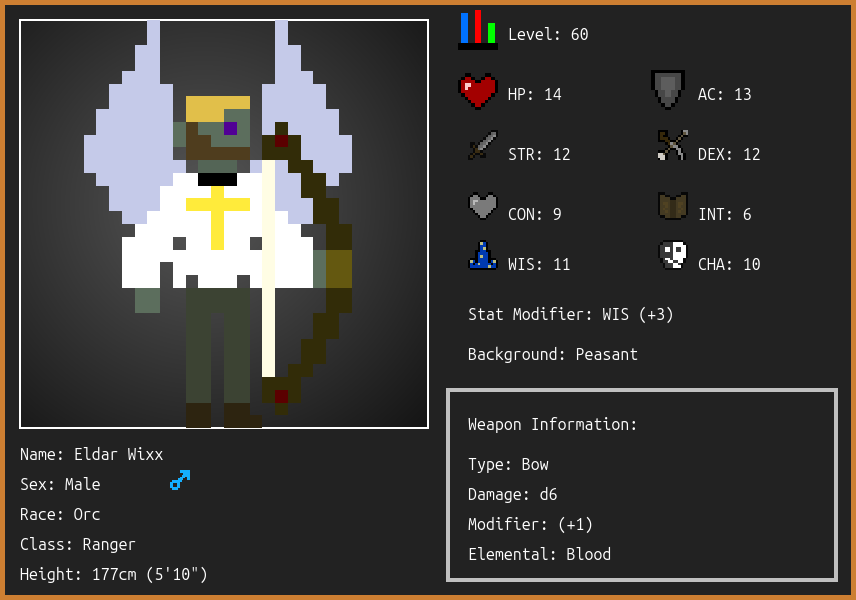 Level: 60
HP: 14
AC: 13
STR: 12
DEX: 12
CON: 9
INT: 6
WIS: 11
CHA: 10
Stat Modifier: WIS (+3)
Background: Peasant
Weapon Information:
Type: Bow
Damage: d6
Modifier: (+1)
Elemental: Blood
Name: Eldar Wixx
Sex: Male
Race: Orc
Class: Ranger
Height: 177cm (5'10")